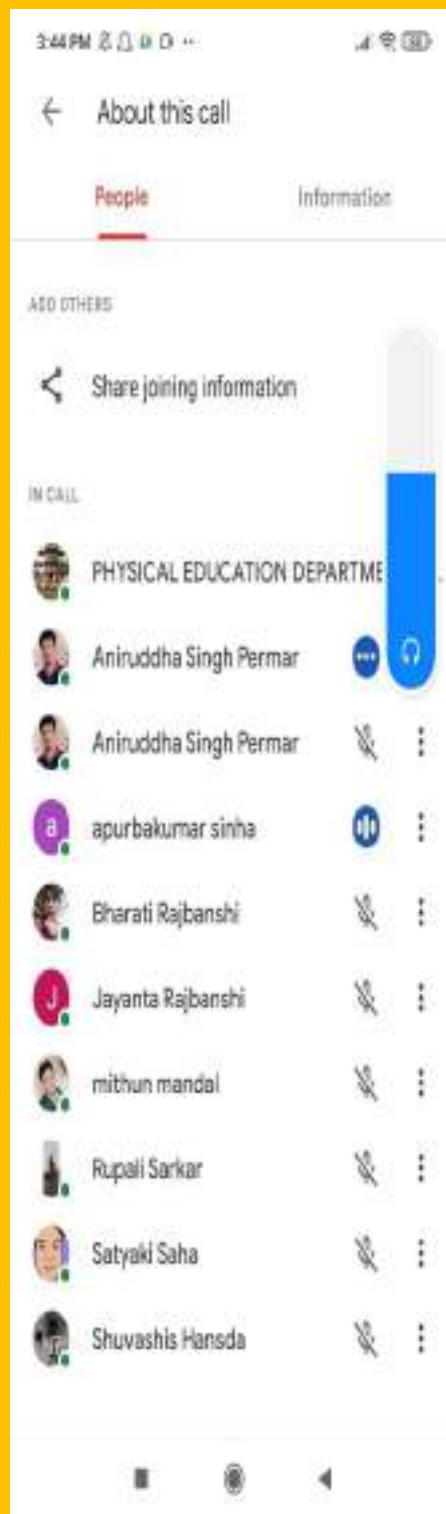 3:44 PM
About this call
People
Information
ADD OTHERS
Share joining information
IN CALL
PHYSICAL EDUCATION DEPARTME
Aniruddha Singh Permar
Aniruddha Singh Permar
a apurbakumar sinha
Bharati Rajbanshi
J Jayanta Rajbanshi
mithun mandal
Rupali Sarkar
Satyaki Saha
Shuvashis Hansda